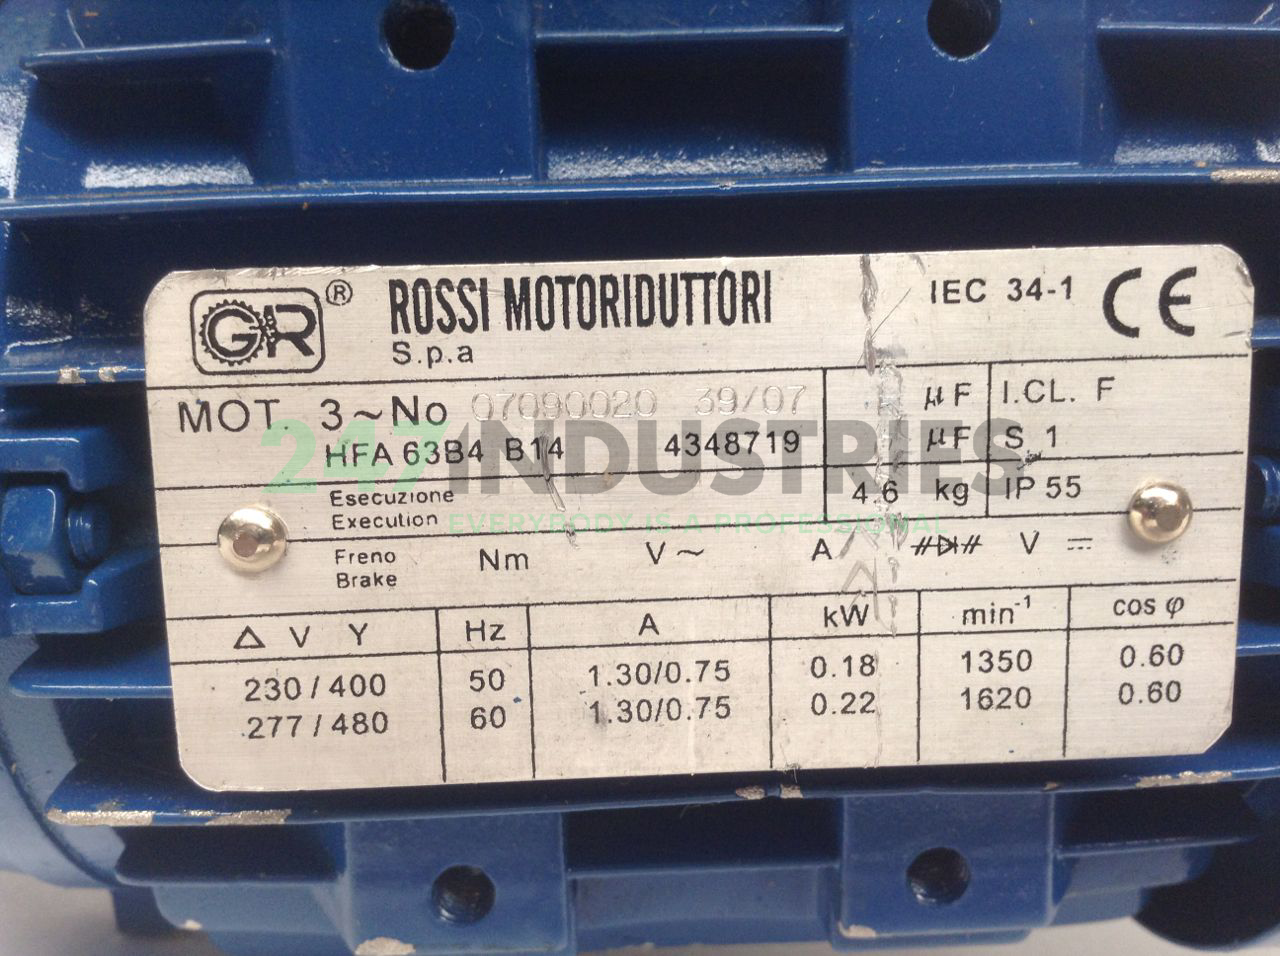 GR ® ROSSI MOTORIDUTTORI IEC 34-1 CE
S.p.a
MOT. 3~No 07090020 39/07 µF I.CL. F
HFA 63B4 B14 4348719 µF S 1
247INDUSTRIES
Esecuzione 4.6 kg IP 55
Execution
EVERYBODY IS A PROFESSIONAL
Freno Nm V~ A V ⎓
Brake
Δ V Y Hz A kW min⁻¹ cos φ
230 / 400 50 1.30/0.75 0.18 1350 0.60
277 / 480 60 1.30/0.75 0.22 1620 0.60